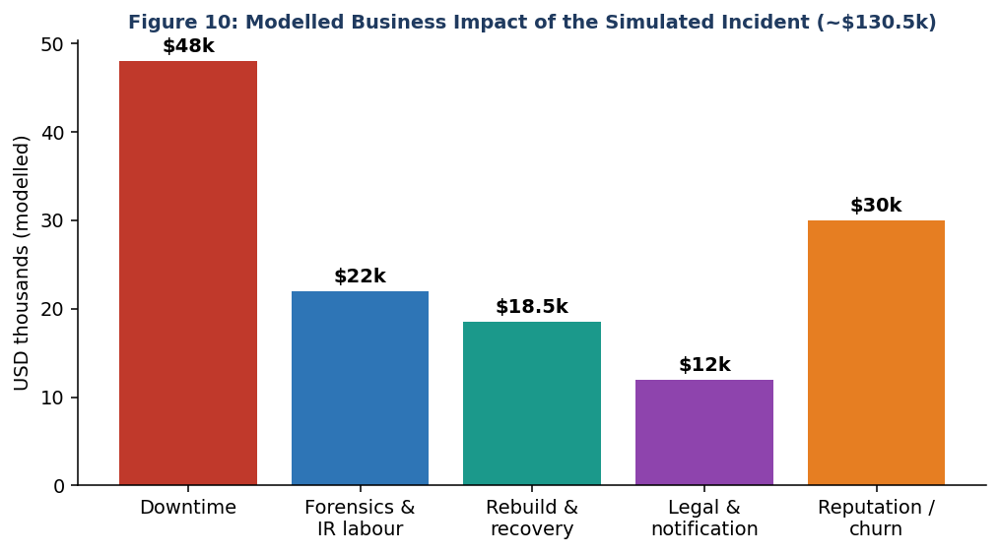 Figure 10: Modelled Business Impact of the Simulated Incident (~$130.5k)
USD thousands (modelled)
50
40
30
20
10
0
$48k
$22k
$18.5k
$12k
$30k
Downtime
Forensics &
IR labour
Rebuild &
recovery
Legal &
notification
Reputation /
churn